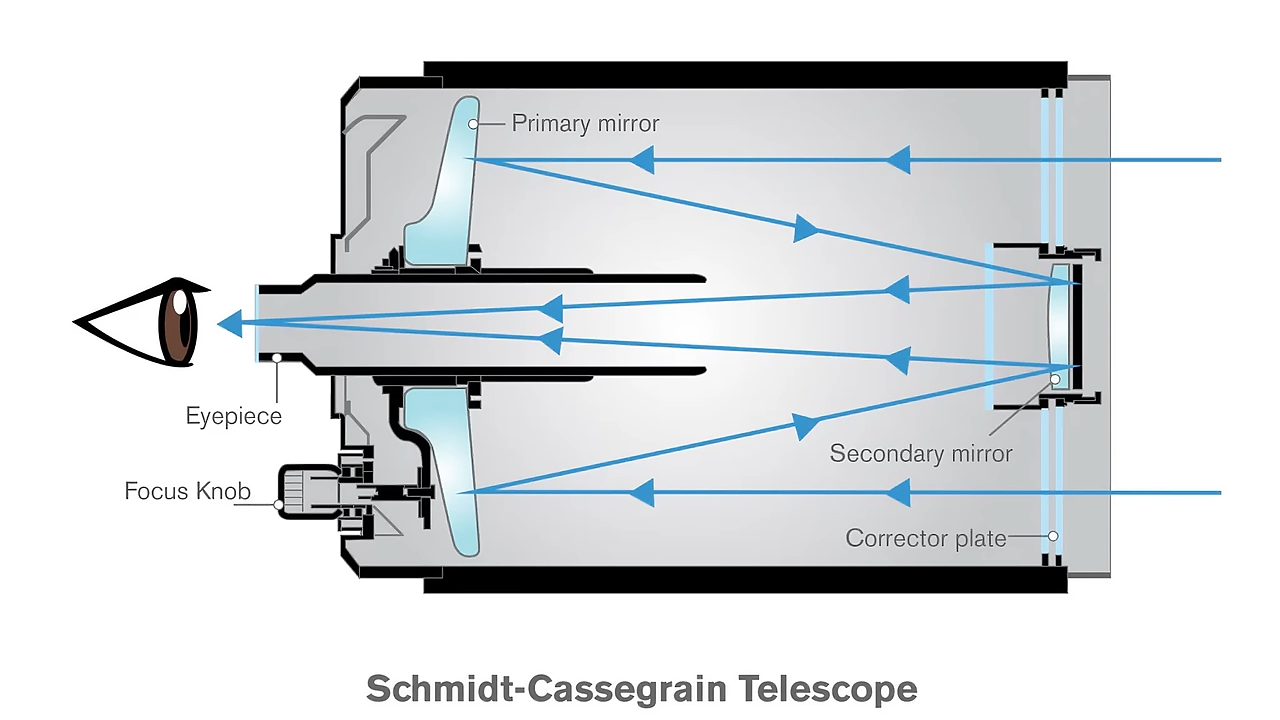 Primary mirror
Eyepiece
Secondary mirror
Focus Knob
Corrector plate
Schmidt-Cassegrain Telescope